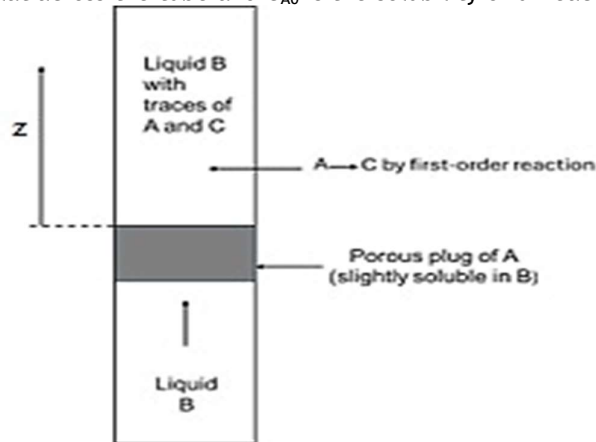 Liquid B
with
traces of
A and C
Z
A→C by first-order reaction
Porous plug of A
(slightly soluble in B)
Liquid
B